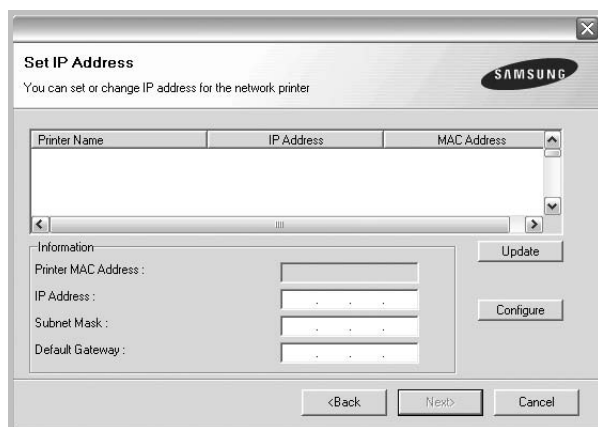 Set IP Address
You can set or change IP address for the network printer
SAMSUNG
Printer Name IP Address MAC Address
Information
Printer MAC Address :
Update
IP Address :
Configure
Subnet Mask :
Default Gateway :
<Back Next> Cancel